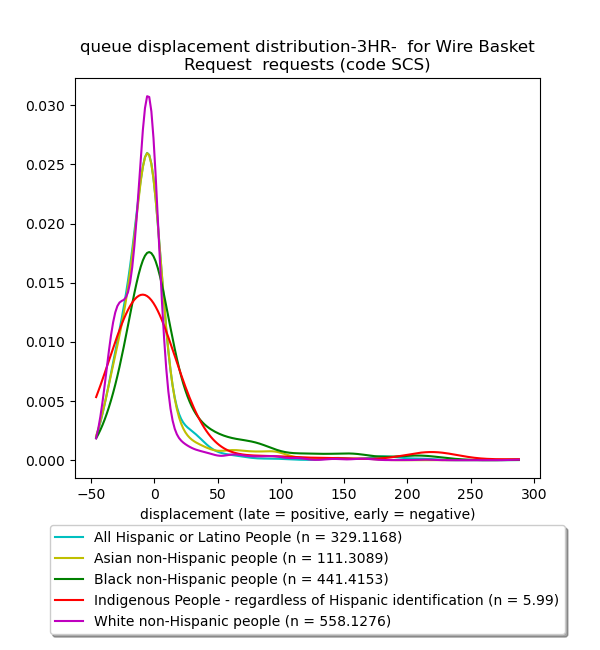 queue displacement distribution-3HR-  for Wire Basket
Request  requests (code SCS)
0.030
0.025
0.020
0.015
0.010
0.005
0.000
−50 0 50 100 150 200 250 300
displacement (late = positive, early = negative)
All Hispanic or Latino People (n = 329.1168)
Asian non-Hispanic people (n = 111.3089)
Black non-Hispanic people (n = 441.4153)
Indigenous People - regardless of Hispanic identification (n = 5.99)
White non-Hispanic people (n = 558.1276)